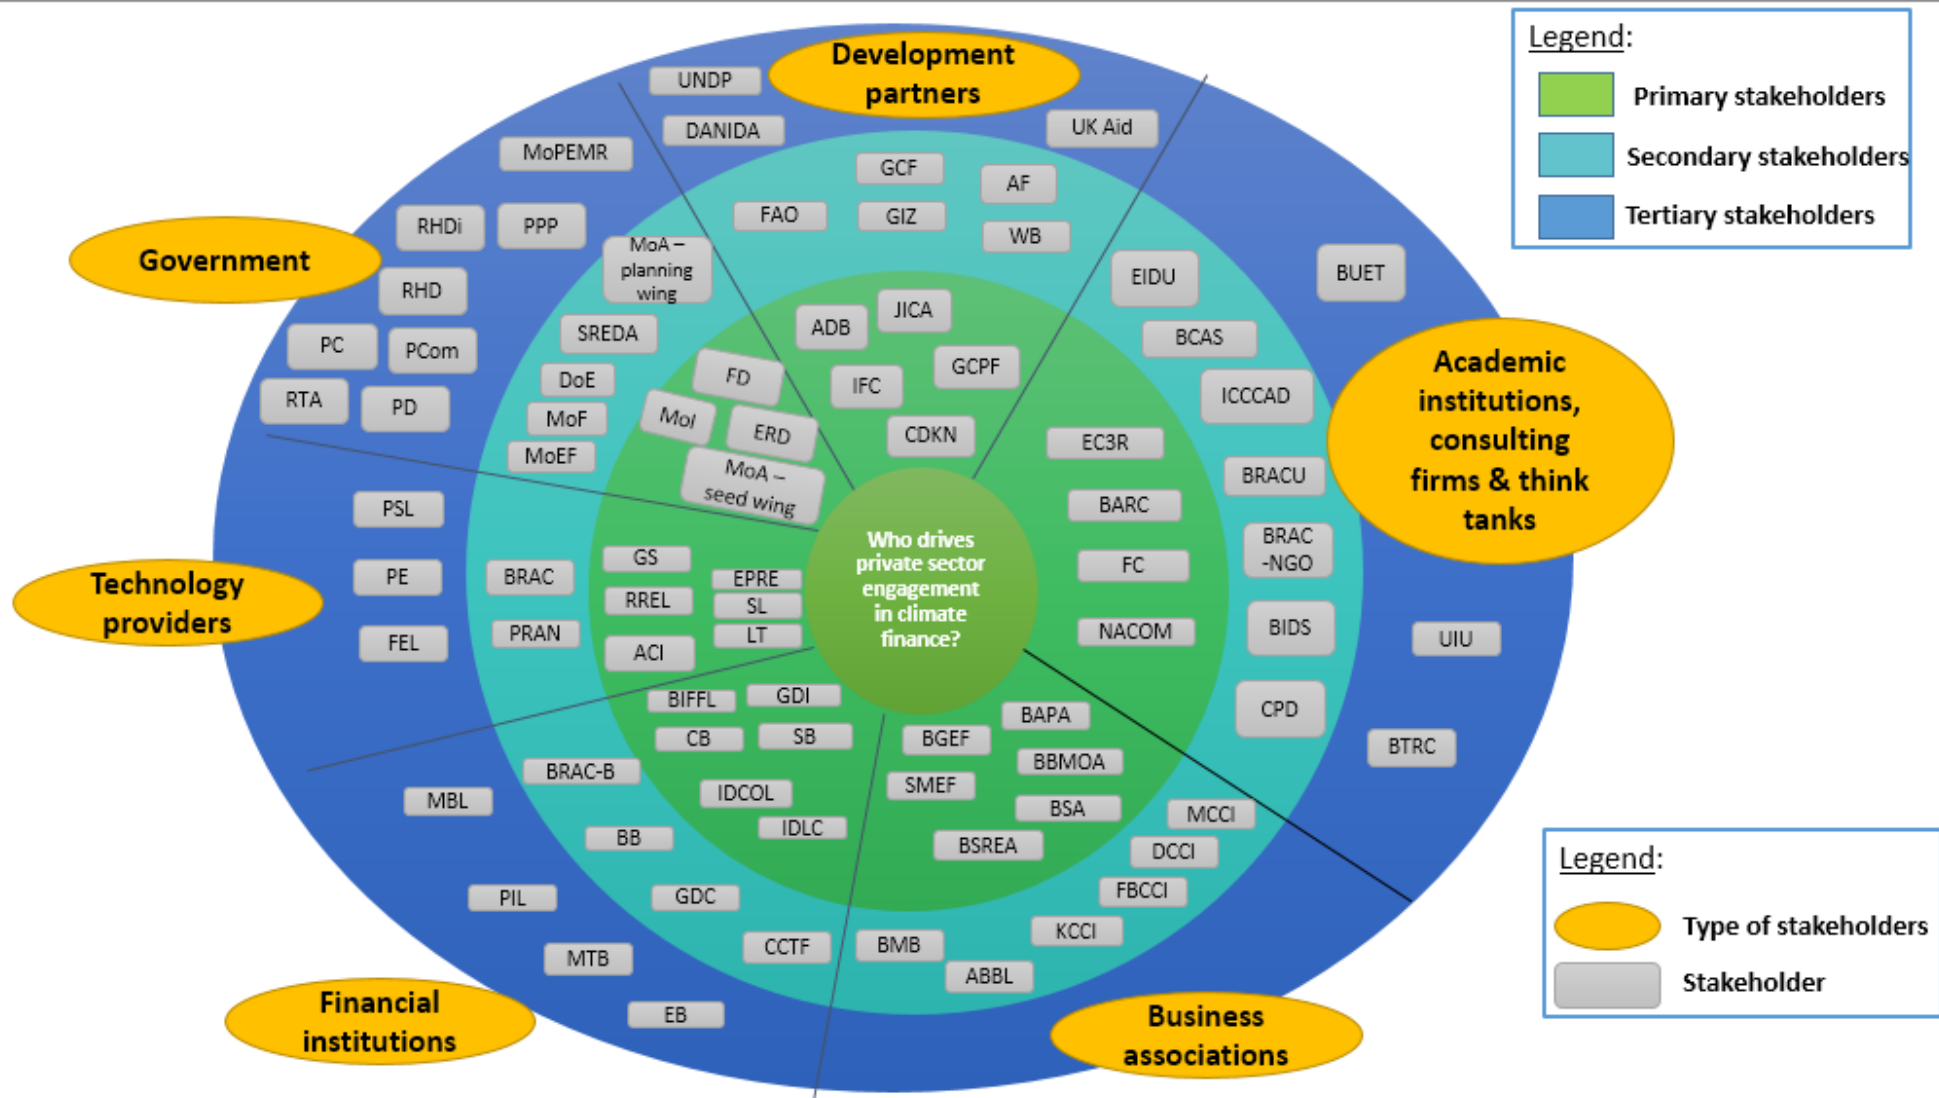 Legend:
Primary stakeholders
Secondary stakeholders
Tertiary stakeholders
Development
partners
UNDP
DANIDA
UK Aid
GCF
AF
FAO
GIZ
WB
ADB
JICA
IFC
GCPF
CDKN
Government
MoPEMR
RHDi
PPP
RHD
PC
PCom
RTA
PD
MoA –
planning
wing
SREDA
DoE
MoF
MoEF
FD
MoI
ERD
MoA –
seed wing
Academic
institutions,
consulting
firms & think
tanks
BUET
EIDU
BCAS
ICCCAD
BRACU
BRAC
-NGO
BIDS
CPD
UIU
BTRC
EC3R
BARC
FC
NACOM
Who drives
private sector
engagement
in climate
finance?
Technology
providers
PSL
PE
FEL
BRAC
PRAN
GS
RREL
ACI
EPRE
SL
LT
Financial
institutions
BIFFL
GDI
CB
SB
IDCOL
IDLC
BRAC-B
BB
GDC
CCTF
MBL
PIL
MTB
EB
Business
associations
BAPA
BGEF
BBMOA
SMEF
BSA
BSREA
MCCI
DCCI
FBCCI
KCCI
BMB
ABBL
Legend:
Type of stakeholders
Stakeholder